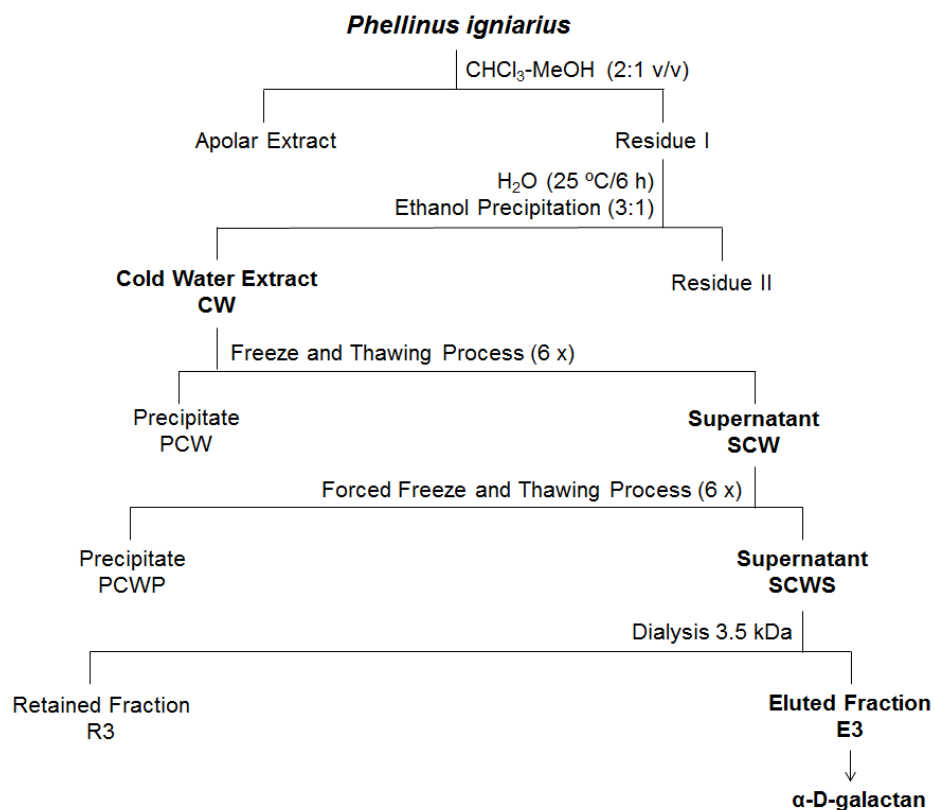 Phellinus igniarius
CHCl₃-MeOH (2:1 v/v)
Apolar Extract
Residue I
H₂O (25 ºC/6 h)
Ethanol Precipitation (3:1)
Cold Water Extract
CW
Residue II
Freeze and Thawing Process (6 x)
Precipitate
PCW
Supernatant
SCW
Forced Freeze and Thawing Process (6 x)
Precipitate
PCWP
Supernatant
SCWS
Dialysis 3.5 kDa
Retained Fraction
R3
Eluted Fraction
E3
α-D-galactan